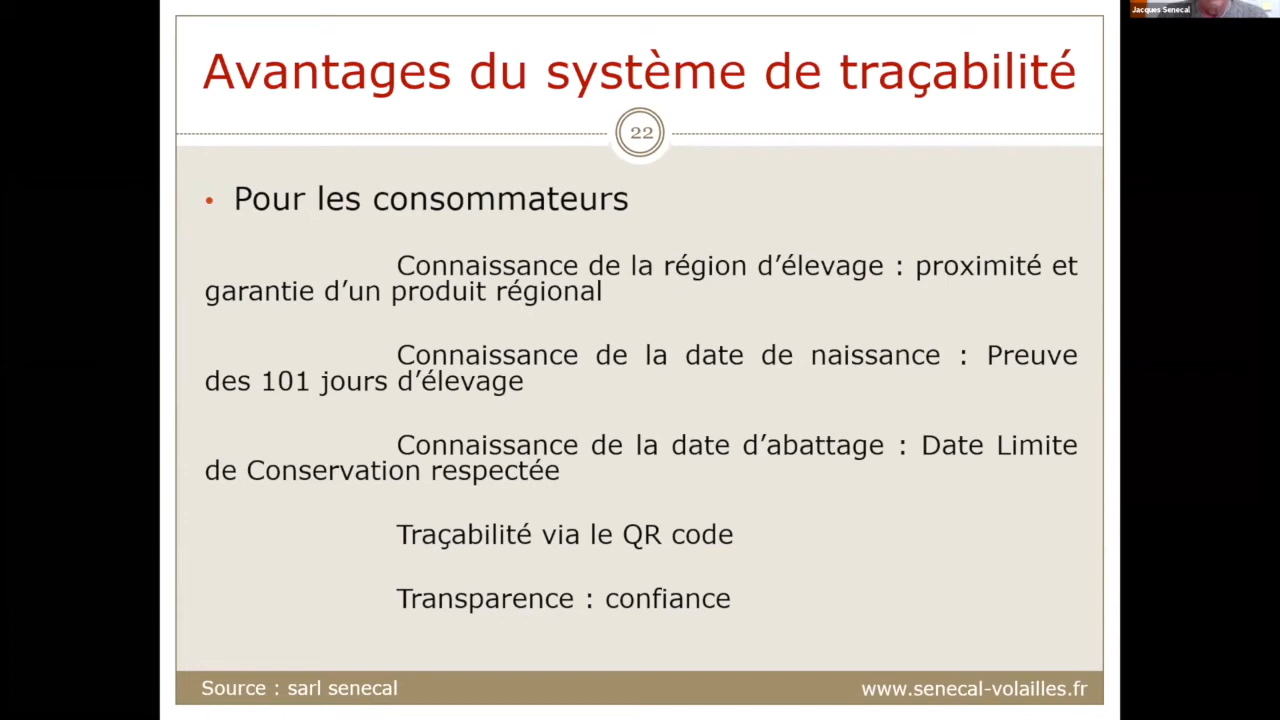 Jacques Senecal
Avantages du système de traçabilité
22
• Pour les consommateurs
Connaissance de la région d’élevage : proximité et
garantie d’un produit régional
Connaissance de la date de naissance : Preuve
des 101 jours d’élevage
Connaissance de la date d’abattage : Date Limite
de Conservation respectée
Traçabilité via le QR code
Transparence : confiance
Source : sarl senecal
www.senecal-volailles.fr